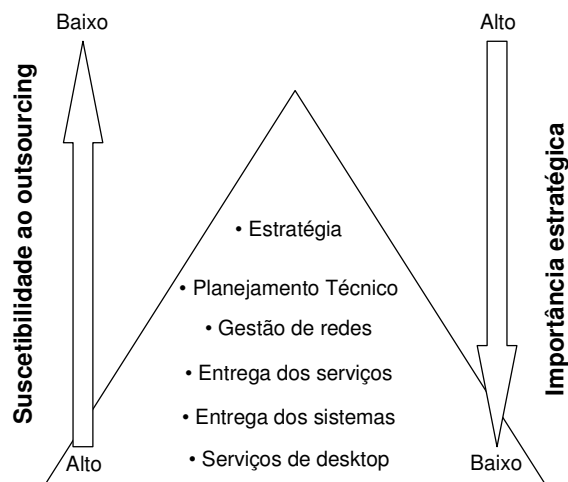 Baixo
Alto
Suscetibilidade ao outsourcing
Importância estratégica
• Estratégia
• Planejamento Técnico
• Gestão de redes
• Entrega dos serviços
• Entrega dos sistemas
• Serviços de desktop
Alto
Baixo